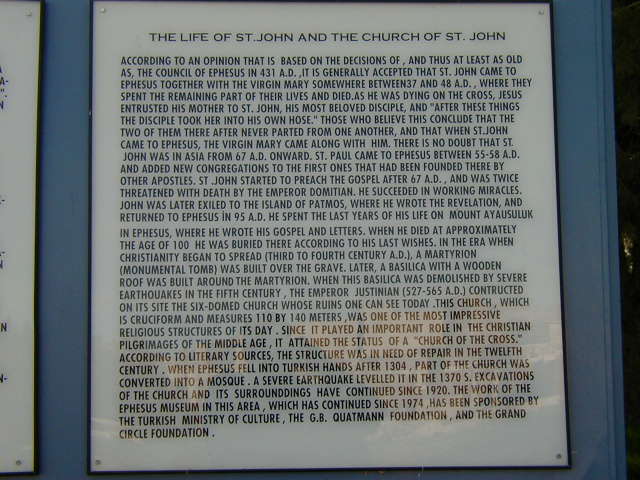 THE LIFE OF ST.JOHN AND THE CHURCH OF ST. JOHN
ACCORDING TO AN OPINION THAT IS BASED ON THE DECISIONS OF , AND THUS AT LEAST AS OLD
AS, THE COUNCIL OF EPHESUS IN 431 A.D. ,IT IS GENERALLY ACCEPTED THAT ST. JOHN CAME TO
EPHESUS TOGETHER WITH THE VIRGIN MARY SOMEWHERE BETWEEN37 AND 48 A.D. , WHERE THEY
SPENT THE REMAINING PART OF THEIR LIVES AND DIED.AS HE WAS DYING ON THE CROSS, JESUS
ENTRUSTED HIS MOTHER TO ST. JOHN, HIS MOST BELOVED DISCIPLE, AND "AFTER THESE THINGS
THE DISCIPLE TOOK HER INTO HIS OWN HOSE." THOSE WHO BELIEVE THIS CONCLUDE THAT THE
TWO OF THEM THERE AFTER NEVER PARTED FROM ONE ANOTHER, AND THAT WHEN ST.JOHN
CAME TO EPHESUS, THE VIRGIN MARY CAME ALONG WITH HIM. THERE IS NO DOUBT THAT ST.
JOHN WAS IN ASIA FROM 67 A.D. ONWARD. ST. PAUL CAME TO EPHESUS BETWEEN 55-58 A.D.
AND ADDED NEW CONGREGATIONS TO THE FIRST ONES THAT HAD BEEN FOUNDED THERE BY
OTHER APOSTLES. ST JOHN STARTED TO PREACH THE GOSPEL AFTER 67 A.D. , AND WAS TWICE
THREATENED WITH DEATH BY THE EMPEROR DOMITIAN. HE SUCCEEDED IN WORKING MIRACLES.
JOHN WAS LATER EXILED TO THE ISLAND OF PATMOS, WHERE HE WROTE THE REVELATION, AND
RETURNED TO EPHESUS IN 95 A.D. HE SPENT THE LAST YEARS OF HIS LIFE ON MOUNT AYASULUK
IN EPHESUS, WHERE HE WROTE HIS GOSPEL AND LETTERS. WHEN HE DIED AT APPROXIMATELY
THE AGE OF 100 HE WAS BURIED THERE ACCORDING TO HIS LAST WISHES. IN THE ERA WHEN
CHRISTIANITY BEGAN TO SPREAD (THIRD TO FOURTH CENTURY A.D.), A MARTYRION
(MONUMENTAL TOMB) WAS BUILT OVER THE GRAVE. LATER, A BASILICA WITH A WOODEN
ROOF WAS BUILT AROUND THE MARTYRION. WHEN THIS BASILICA WAS DEMOLISHED BY SEVERE
EARTHOUAKES IN THE FIFTH CENTURY , THE EMPEROR JUSTINIAN (527-565 A.D.) CONTRUCTED
ON ITS SITE THE SIX-DOMED CHURCH WHOSE RUINS ONE CAN SEE TODAY .THIS CHURCH , WHICH
IS CRUCIFORM AND MEASURES 110 BY 140 METERS ,WAS ONE OF THE MOST IMPRESSIVE
RELIGIOUS STRUCTURES OF ITS DAY . SINCE IT PLAYED AN IMPORTANT ROLE IN THE CHRISTIAN
PILGRIMAGES OF THE MIDDLE AGE , IT ATTAINED THE STATUS OF A "CHURCH OF THE CROSS."
ACCORDING TO LITERARY SOURCES, THE STRUCTURE WAS IN NEED OF REPAIR IN THE TWELFTH
CENTURY . WHEN EPHESUS FELL INTO TURKISH HANDS AFTER 1304 , PART OF THE CHURCH WAS
CONVERTED INTO A MOSQUE . A SEVERE EARTHQUAKE LEVELLED IT IN THE 1370 S. EXCAVATIONS
OF THE CHURCH AND ITS SURROUNDDINGS HAVE CONTINUED SINCE 1920. THE WORK OF THE
EPHESUS MUSEUM IN THIS AREA , WHICH HAS CONTINUED SINCE 1974 ,HAS BEEN SPONSORED BY
THE TURKISH MINISTRY OF CULTURE , THE G.B. QUATMANN FOUNDATION , AND THE GRAND
CIRCLE FOUNDATION .